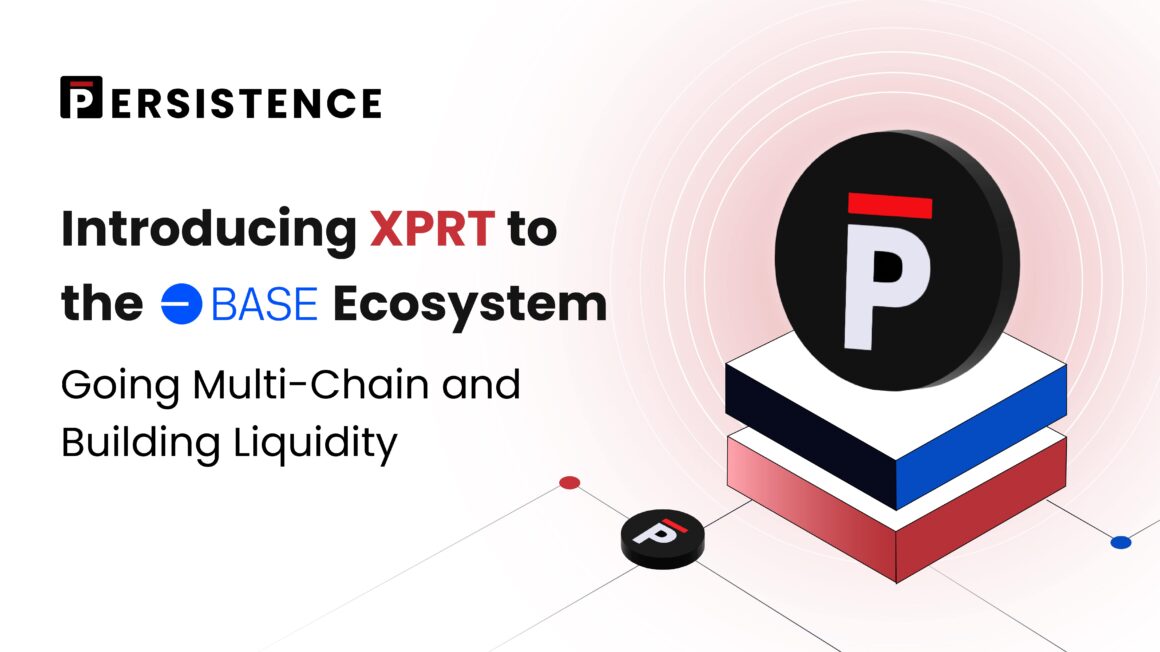 PERSISTENCE
Introducing XPRT to
the BASE Ecosystem
Going Multi-Chain and
Building Liquidity
P
P